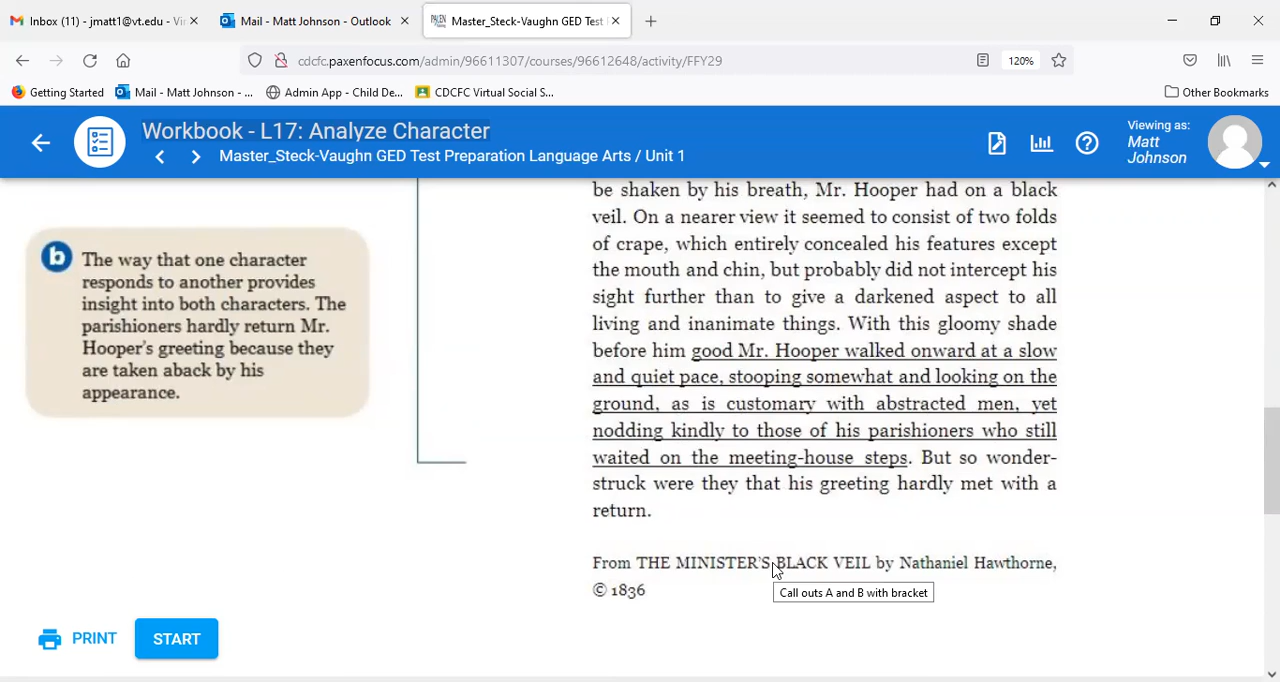 Inbox (11) - jmatt1@vt.edu - Vir
Mail - Matt Johnson - Outlook
Master_Steck-Vaughn GED Test
cdcfc.paxenfocus.com/admin/96611307/courses/96612648/activity/FFY29
120%
Getting Started
Mail - Matt Johnson - ...
Admin App - Child De...
CDCFC Virtual Social S...
Other Bookmarks
Workbook - L17: Analyze Character
Master_Steck-Vaughn GED Test Preparation Language Arts / Unit 1
Viewing as:
Matt
Johnson
b
The way that one character
responds to another provides
insight into both characters. The
parishioners hardly return Mr.
Hooper's greeting because they
are taken aback by his
appearance.
be shaken by his breath, Mr. Hooper had on a black
veil. On a nearer view it seemed to consist of two folds
of crape, which entirely concealed his features except
the mouth and chin, but probably did not intercept his
sight further than to give a darkened aspect to all
living and inanimate things. With this gloomy shade
before him good Mr. Hooper walked onward at a slow
and quiet pace, stooping somewhat and looking on the
ground, as is customary with abstracted men, yet
nodding kindly to those of his parishioners who still
waited on the meeting-house steps. But so wonder-
struck were they that his greeting hardly met with a
return.
From THE MINISTER'S BLACK VEIL by Nathaniel Hawthorne,
© 1836
Call outs A and B with bracket
PRINT
START